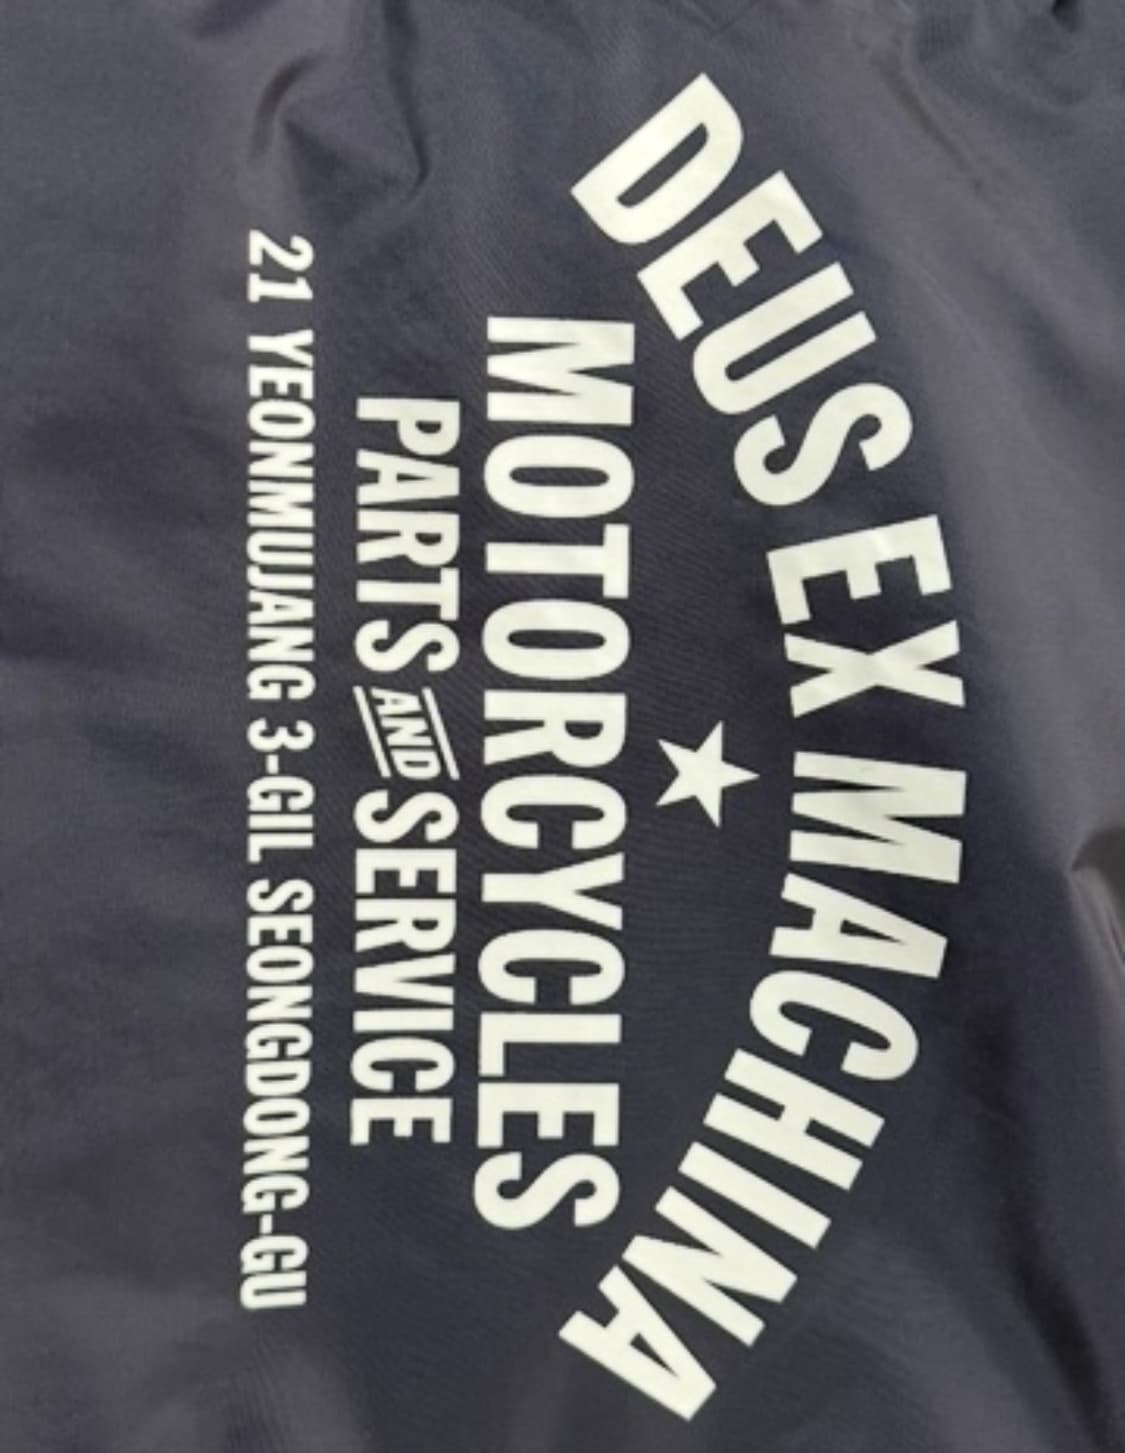 DEUS EX MACHINA
MOTORCYCLES
PARTS AND SERVICE
21 YEONMUJANG 3-GIL SEONGDONG-GU